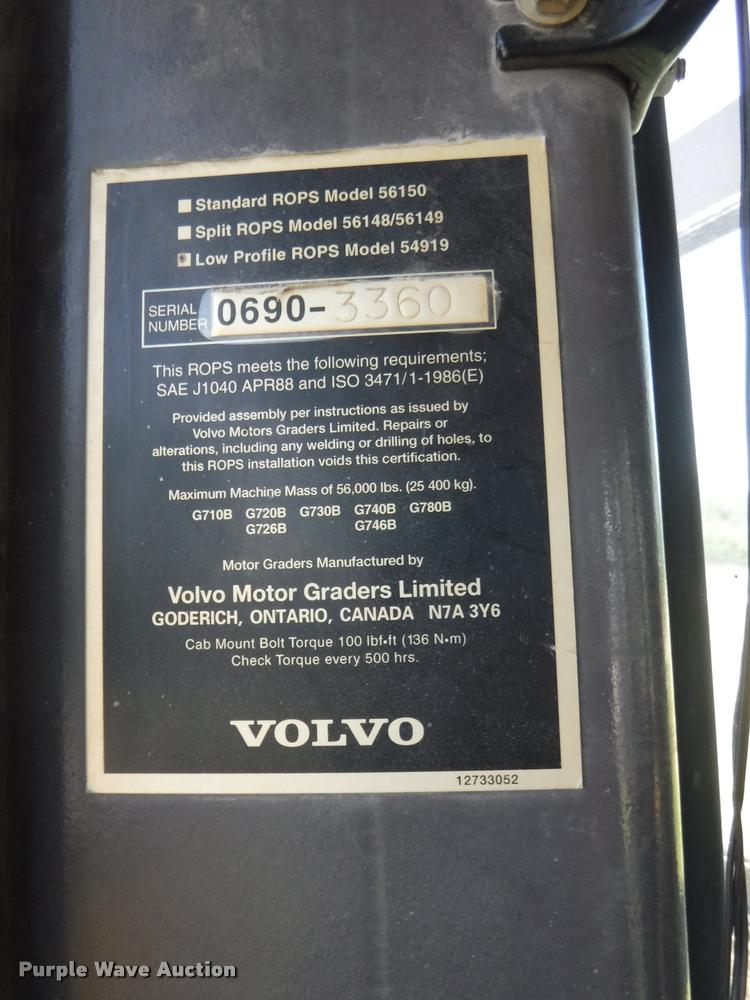 Standard ROPS Model 56150
Split ROPS Model 56148/56149
Low Profile ROPS Model 54919
SERIAL NUMBER 0690-3360
This ROPS meets the following requirements;
SAE J1040 APR88 and ISO 3471/1-1986(E)
Provided assembly per instructions as issued by
Volvo Motors Graders Limited. Repairs or
alterations, including any welding or drilling of holes, to
this ROPS installation voids this certification.
Maximum Machine Mass of 56,000 lbs. (25 400 kg).
G710B G720B G730B G740B G780B
G726B G746B
Motor Graders Manufactured by
Volvo Motor Graders Limited
GODERICH, ONTARIO, CANADA N7A 3Y6
Cab Mount Bolt Torque 100 lbf•ft (136 N•m)
Check Torque every 500 hrs.
VOLVO
12733052
Purple Wave Auction